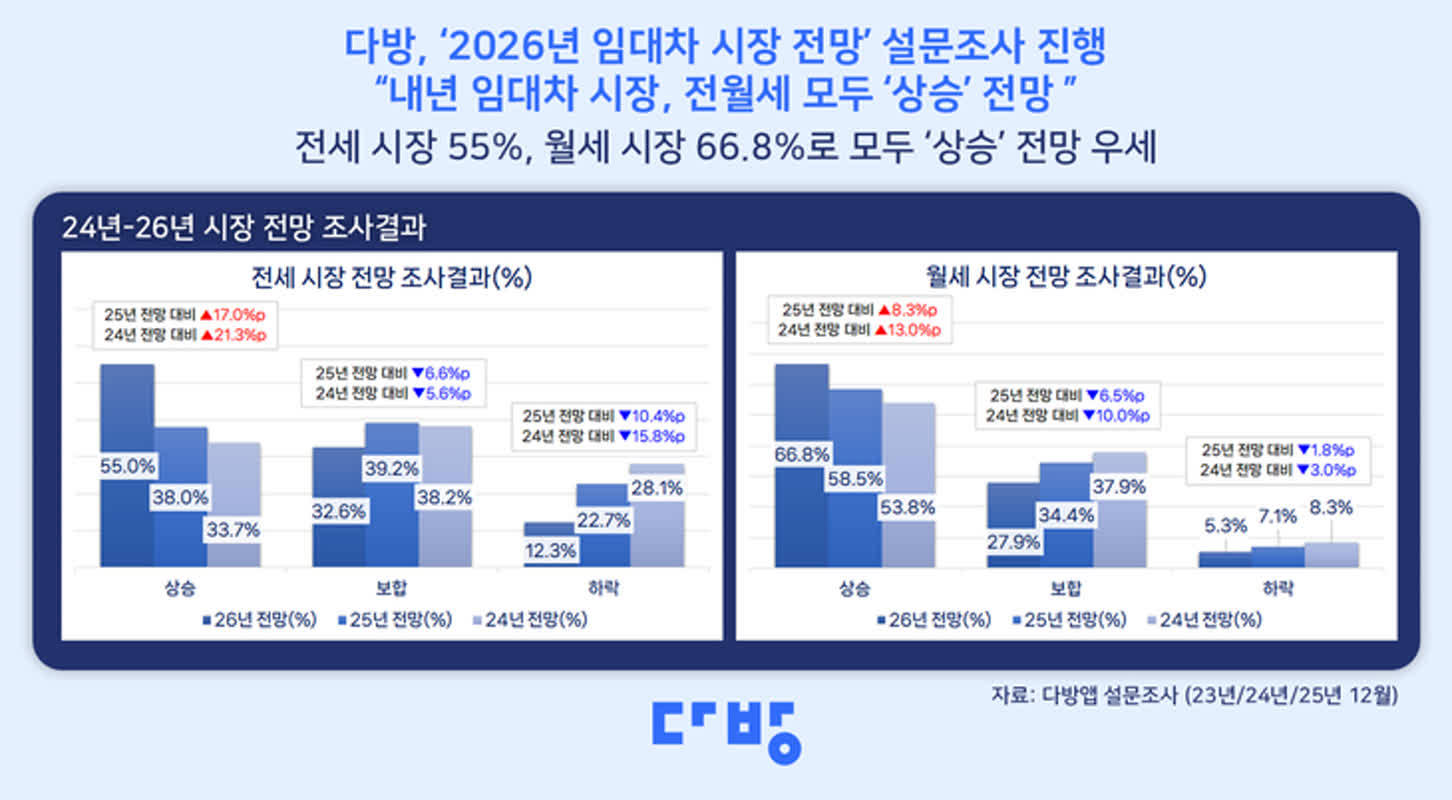 다방, ‘2026년 임대차 시장 전망’ 설문조사 진행
“내년 임대차 시장, 전월세 모두 ‘상승’ 전망 ”
전세 시장 55%, 월세 시장 66.8%로 모두 ‘상승’ 전망 우세
24년-26년 시장 전망 조사결과
전세 시장 전망 조사결과(%)
25년 전망 대비 ▲17.0%p
24년 전망 대비 ▲21.3%p
25년 전망 대비 ▼6.6%p
24년 전망 대비 ▼5.6%p
25년 전망 대비 ▼10.4%p
24년 전망 대비 ▼15.8%p
55.0%
38.0%
33.7%
32.6%
39.2%
38.2%
12.3%
22.7%
28.1%
상승
보합
하락
26년 전망(%)
25년 전망(%)
24년 전망(%)
월세 시장 전망 조사결과(%)
25년 전망 대비 ▲8.3%p
24년 전망 대비 ▲13.0%p
25년 전망 대비 ▼6.5%p
24년 전망 대비 ▼10.0%p
25년 전망 대비 ▼1.8%p
24년 전망 대비 ▼3.0%p
66.8%
58.5%
53.8%
27.9%
34.4%
37.9%
5.3%
7.1%
8.3%
상승
보합
하락
26년 전망(%)
25년 전망(%)
24년 전망(%)
자료: 다방앱 설문조사 (23년/24년/25년 12월)
다방